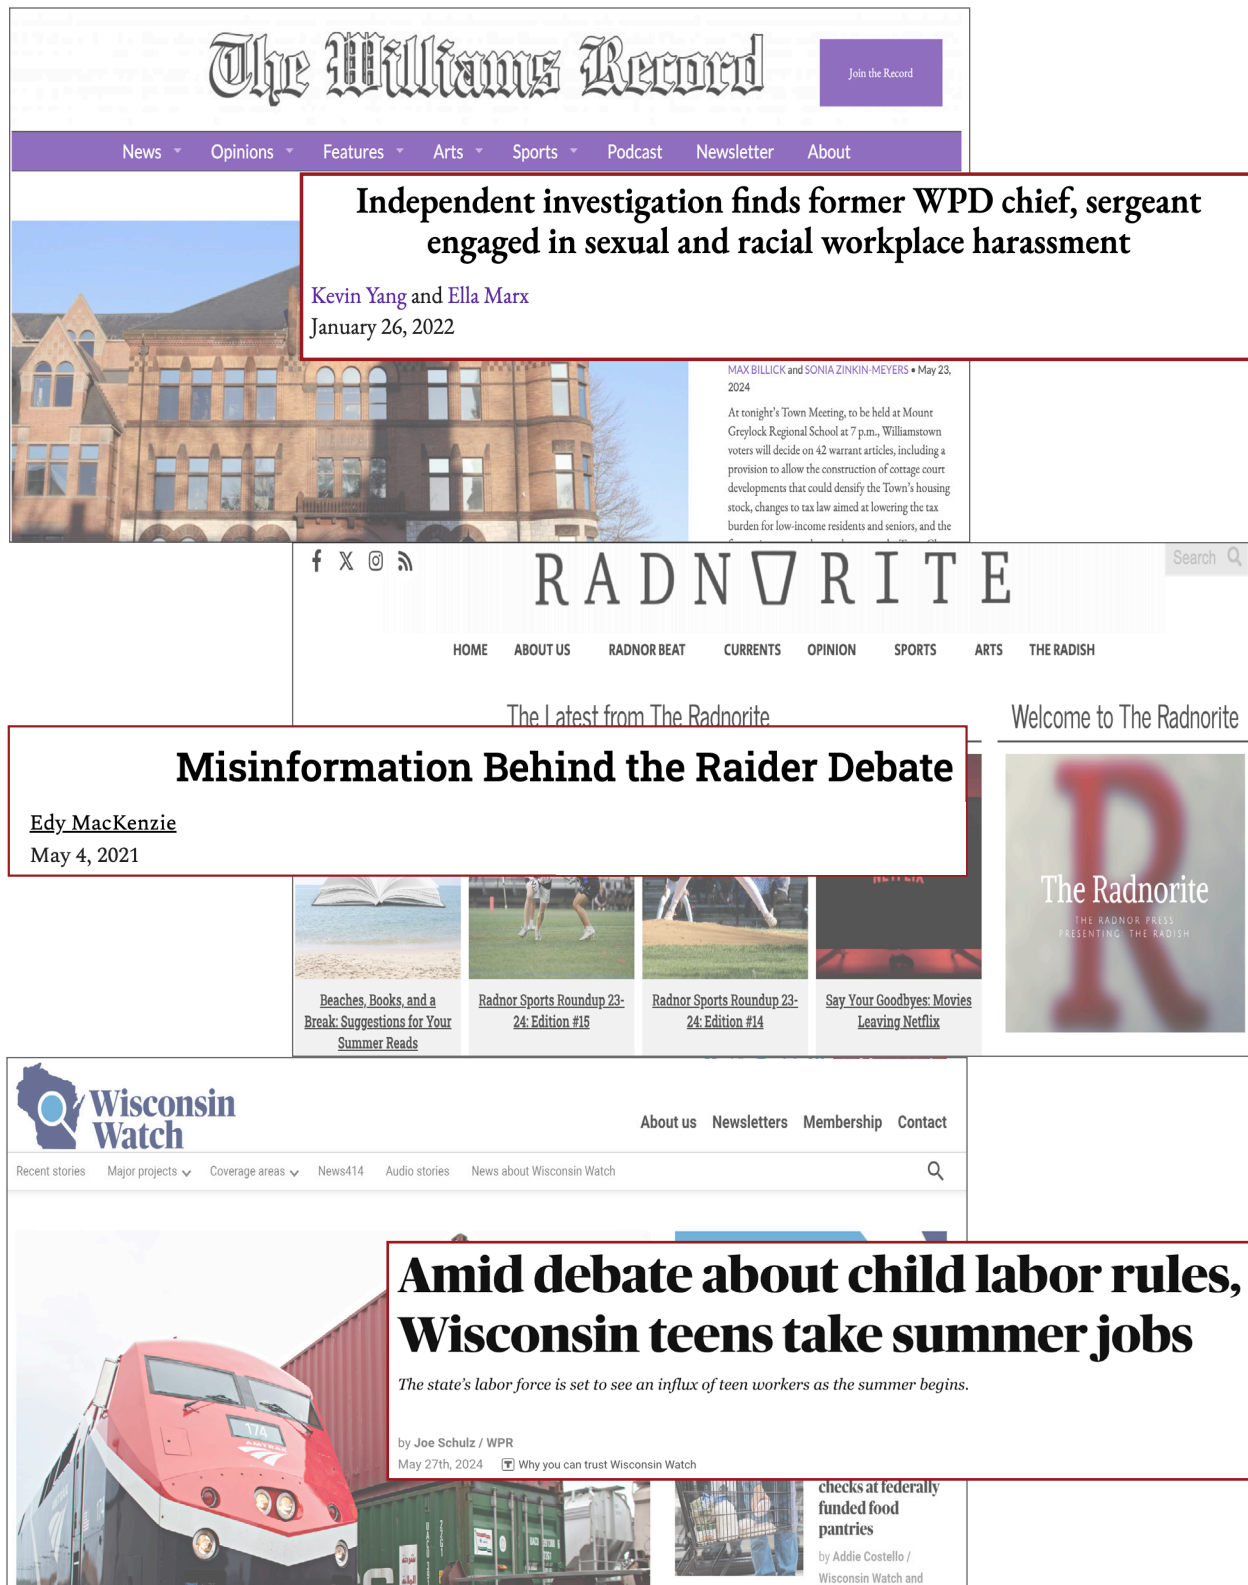 The Williams Record
Join the Record
News Opinions Features Arts Sports Podcast Newsletter About
Independent investigation finds former WPD chief, sergeant
engaged in sexual and racial workplace harassment
Kevin Yang and Ella Marx
January 26, 2022
MAX BILLICK and SONIA ZINKIN-MEYERS • May 23,
2024
At tonight's Town Meeting, to be held at Mount
Greylock Regional School at 7 p.m., Williamstown
voters will decide on 42 warrant articles, including a
provision to allow the construction of cottage court
developments that could densify the Town's housing
stock, changes to tax law aimed at lowering the tax
burden for low-income residents and seniors, and the
RADNORITE
Search
HOME ABOUT US RADNOR BEAT CURRENTS OPINION SPORTS ARTS THE RADISH
The Latest from The Radnorite
Welcome to The Radnorite
Misinformation Behind the Raider Debate
Edy MacKenzie
May 4, 2021
NETFLIX
The Radnorite
THE RADNOR PRESS
PRESENTING: THE RADISH
Beaches, Books, and a
Break: Suggestions for Your
Summer Reads
Radnor Sports Roundup 23-
24: Edition #15
Radnor Sports Roundup 23-
24: Edition #14
Say Your Goodbyes: Movies
Leaving Netflix
Wisconsin
Watch
About us Newsletters Membership Contact
Recent stories Major projects Coverage areas News414 Audio stories News about Wisconsin Watch
Amid debate about child labor rules,
Wisconsin teens take summer jobs
The state's labor force is set to see an influx of teen workers as the summer begins.
by Joe Schulz / WPR
May 27th, 2024 Why you can trust Wisconsin Watch
174
AMTRAK
checks at federally
funded food
pantries
by Addie Costello /
Wisconsin Watch and